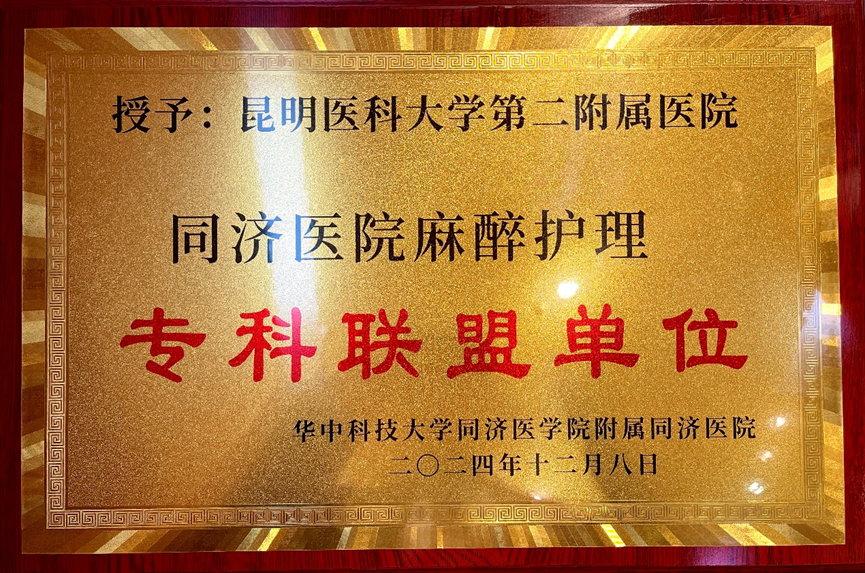 授予：昆明医科大学第二附属医院
同济医院麻醉护理
专科联盟单位
华中科技大学同济医学院附属同济医院
二〇二四年十二月八日